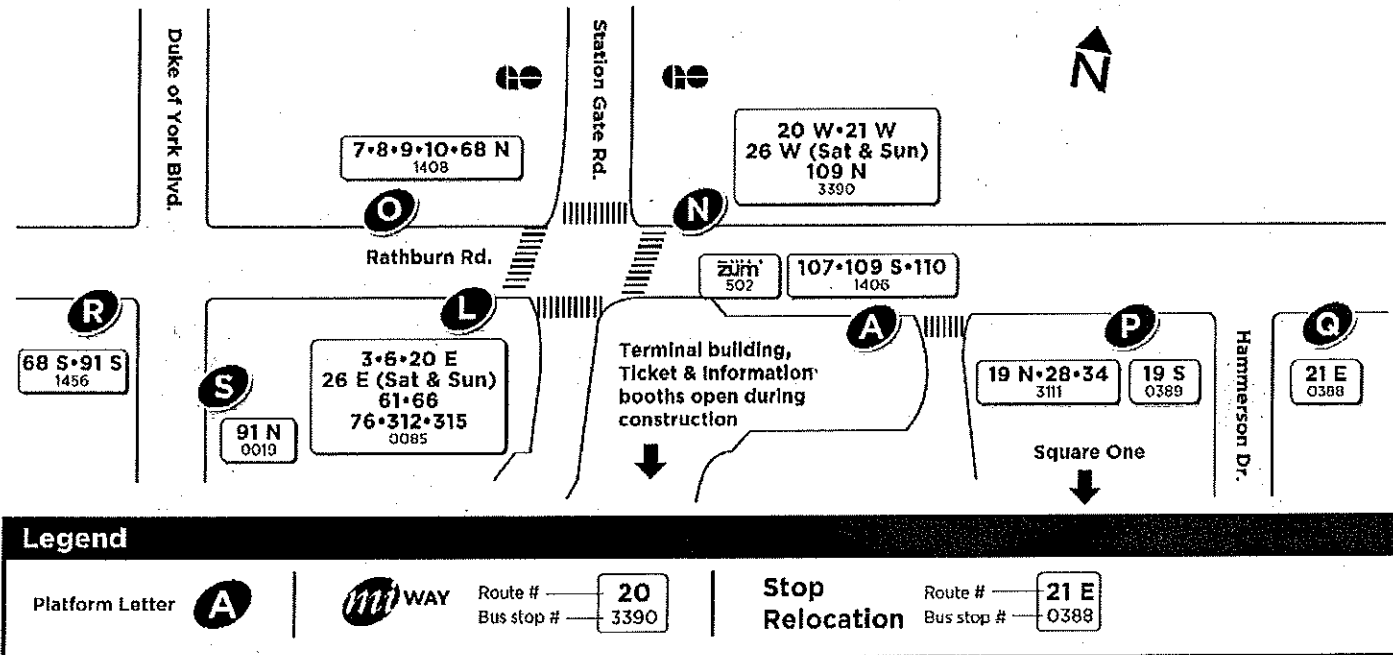 Duke of York Blvd.
Station Gate Rd.
GO
GO
N
7•8•9•10•68 N
1408
20 W•21 W
26 W (Sat & Sun)
109 N
3390
O
N
Rathburn Rd.
züm
502
107•109 S•110
1406
R
L
A
P
Q
68 S•91 S
1456
S
91 N
0019
3•6•20 E
26 E (Sat & Sun)
61•66
76•312•315
0085
Terminal building,
Ticket & Information
booths open during
construction
19 N•28•34
3111
19 S
0389
Hammerson Dr.
21 E
0388
Square One
Legend
Platform Letter A
miWAY
Route # 20
Bus stop # 3390
Stop
Relocation
Route # 21 E
Bus stop # 0388